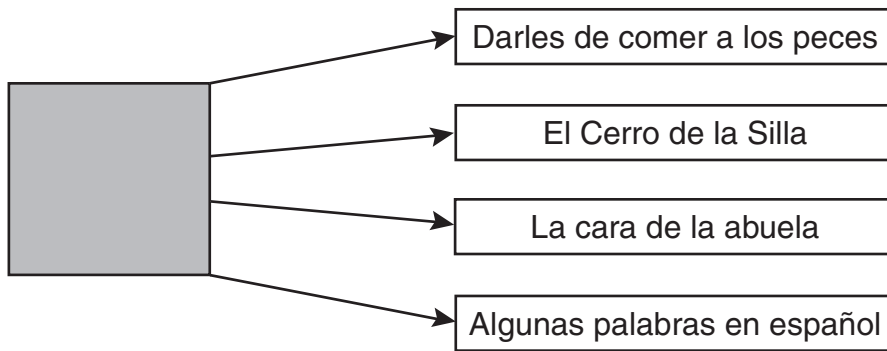 Darles de comer a los peces
El Cerro de la Silla
La cara de la abuela
Algunas palabras en español